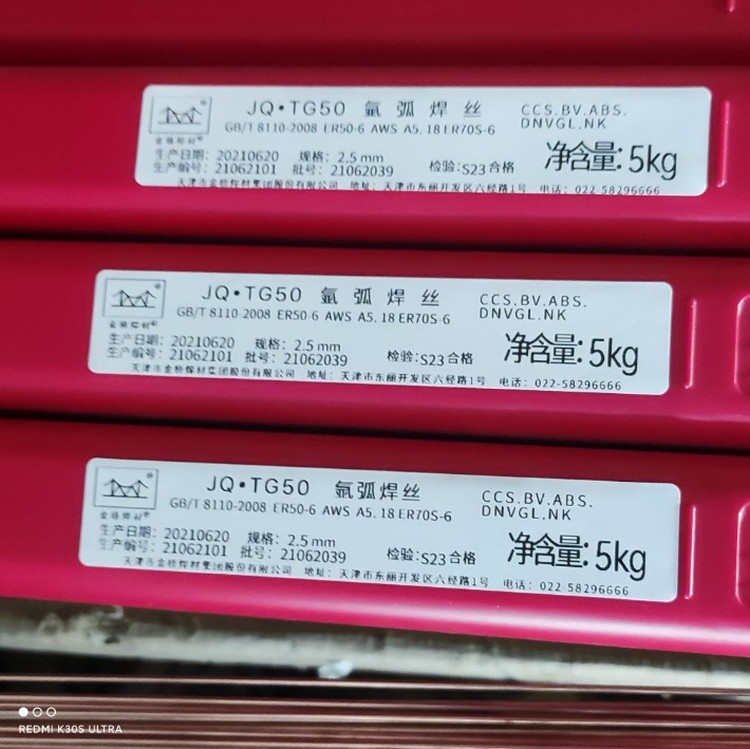 JQ•TG50 氩弧焊丝
CCS.BV.ABS.
GB/T 8110-2008 ER50-6 AWS A5.18 ER70S-6
DNVGL.NK
金桥焊材®
生产日期: 20210620 规格: 2.5mm
生产编号: 21062101 批号: 21062039
检验:S23合格
净含量:5kg
天津市金桥焊材集团股份有限公司 地址: 天津市东丽开发区六经路1号 电话: 022-58296666
JQ•TG50 氩弧焊丝
CCS.BV.ABS.
GB/T 8110-2008 ER50-6 AWS A5.18 ER70S-6
DNVGL.NK
金桥焊材®
生产日期: 20210620 规格: 2.5mm
生产编号: 21062101 批号: 21062039
检验:S23合格
净含量:5kg
天津市金桥焊材集团股份有限公司 地址: 天津市东丽开发区六经路1号 电话: 022-58296666
JQ•TG50 氩弧焊丝
CCS.BV.ABS.
GB/T 8110-2008 ER50-6 AWS A5.18 ER70S-6
DNVGL.NK
金桥焊材®
生产日期: 20210620 规格: 2.5mm
生产编号: 21062101 批号: 21062039
检验:S23合格
净含量:5kg
天津市金桥焊材集团股份有限公司 地址: 天津市东丽开发区六经路1号 电话: 022-58296666
REDMI K30S ULTRA